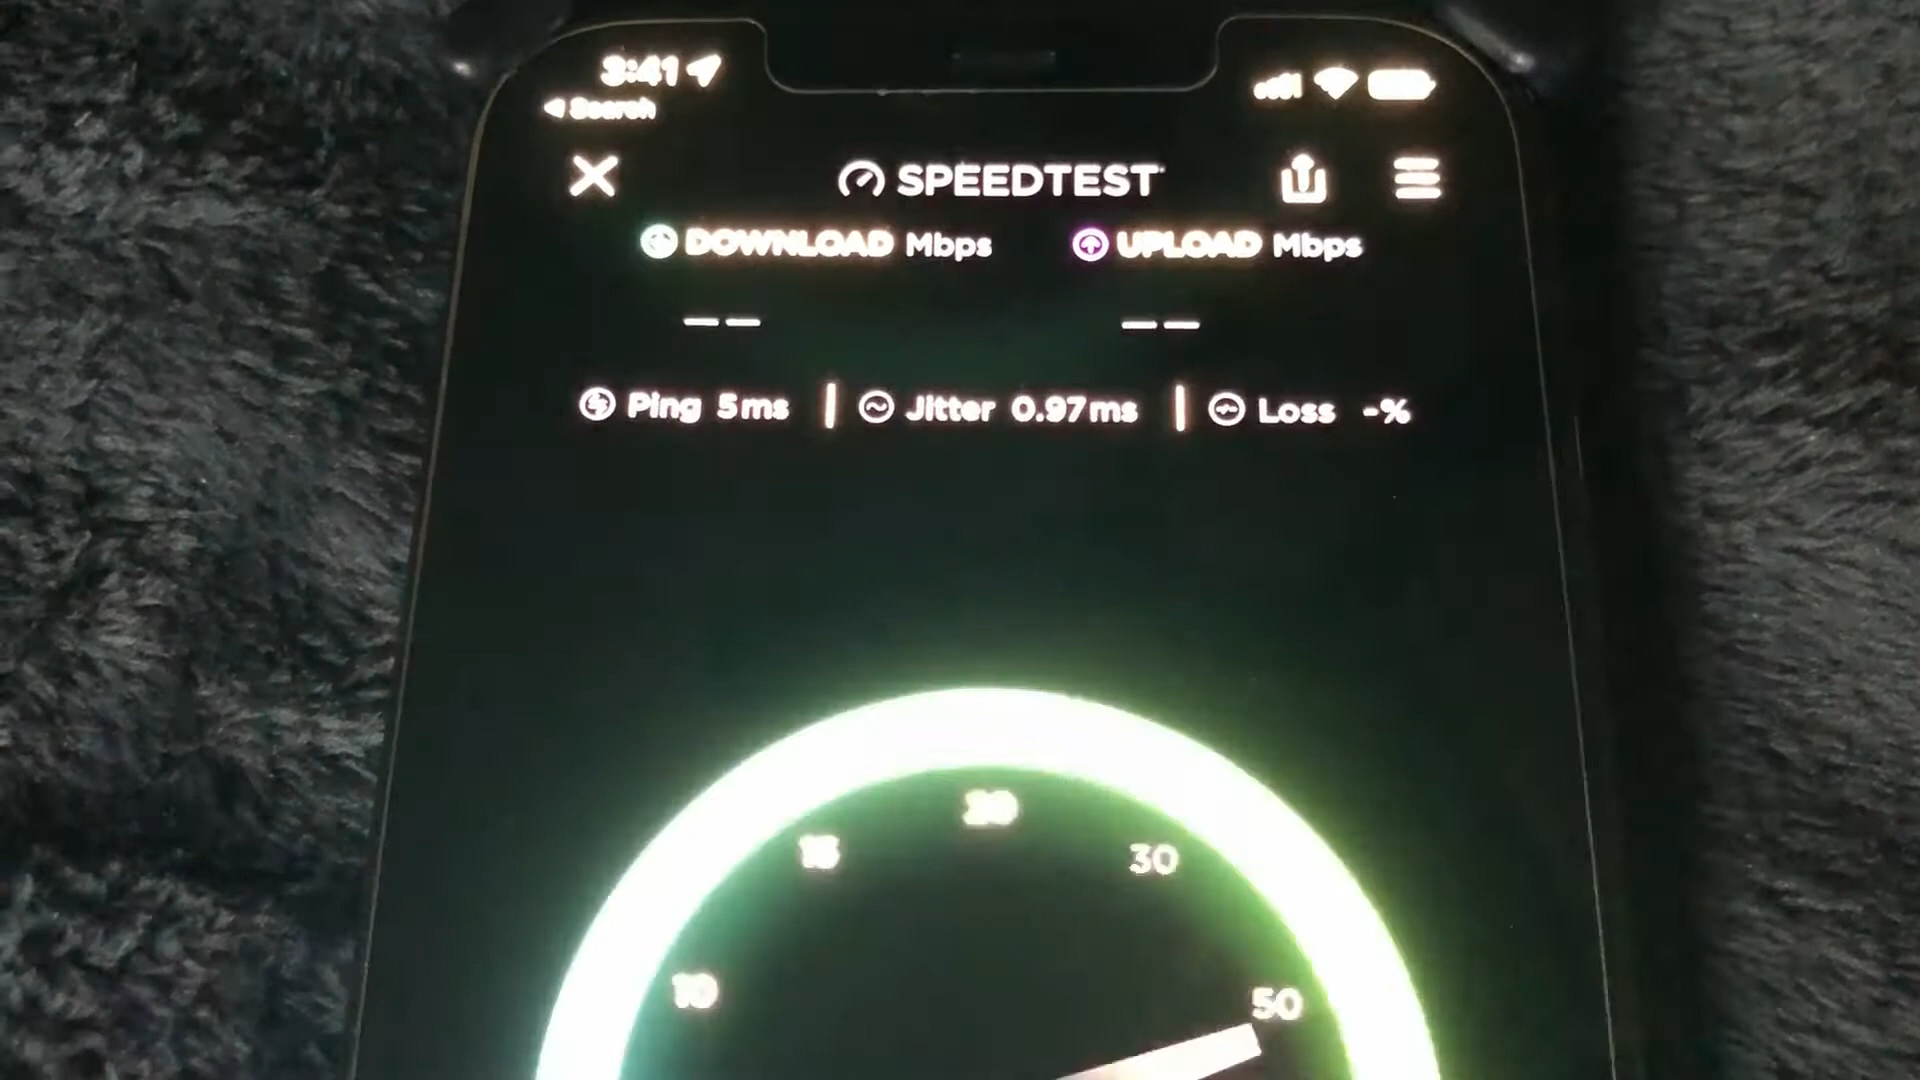 3:41
Search
SPEEDTEST
DOWNLOAD Mbps UPLOAD Mbps
— — — —
Ping 5ms | Jitter 0.97ms | Loss -%
20
15 30
10 50